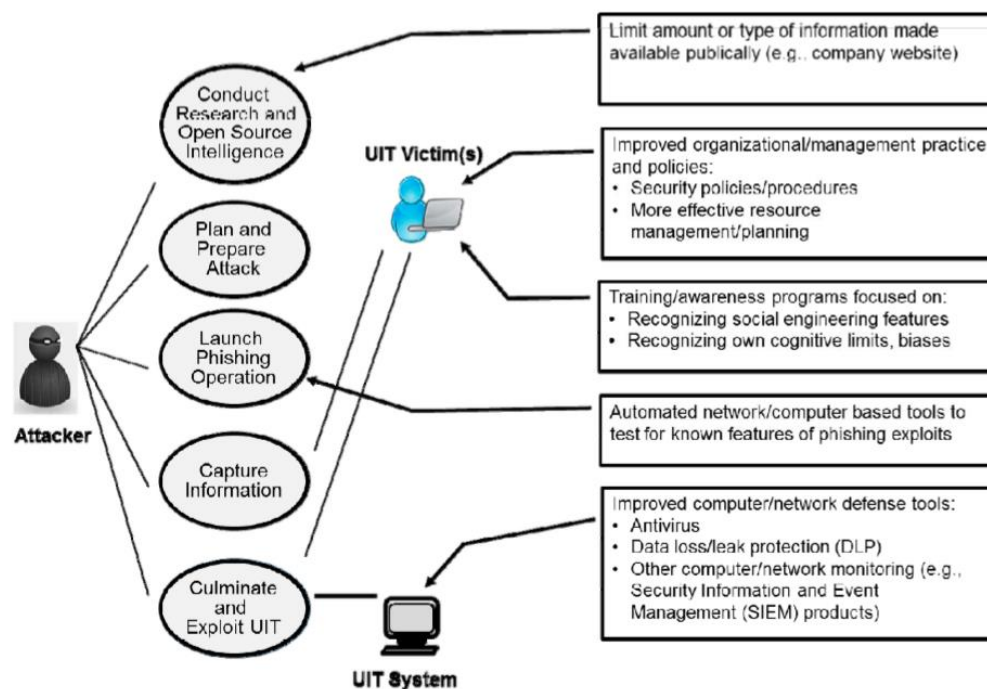 Limit amount or type of information made
available publically (e.g., company website)
Conduct
Research and
Open Source
Intelligence
UIT Victim(s)
Improved organizational/management practice
and policies:
• Security policies/procedures
• More effective resource
management/planning
Plan and
Prepare
Attack
Training/awareness programs focused on:
• Recognizing social engineering features
• Recognizing own cognitive limits, biases
Launch
Phishing
Operation
Attacker
Automated network/computer based tools to
test for known features of phishing exploits
Capture
Information
Improved computer/network defense tools:
• Antivirus
• Data loss/leak protection (DLP)
• Other computer/network monitoring (e.g.,
Security Information and Event
Management (SIEM) products)
Culminate
and
Exploit UIT
UIT System